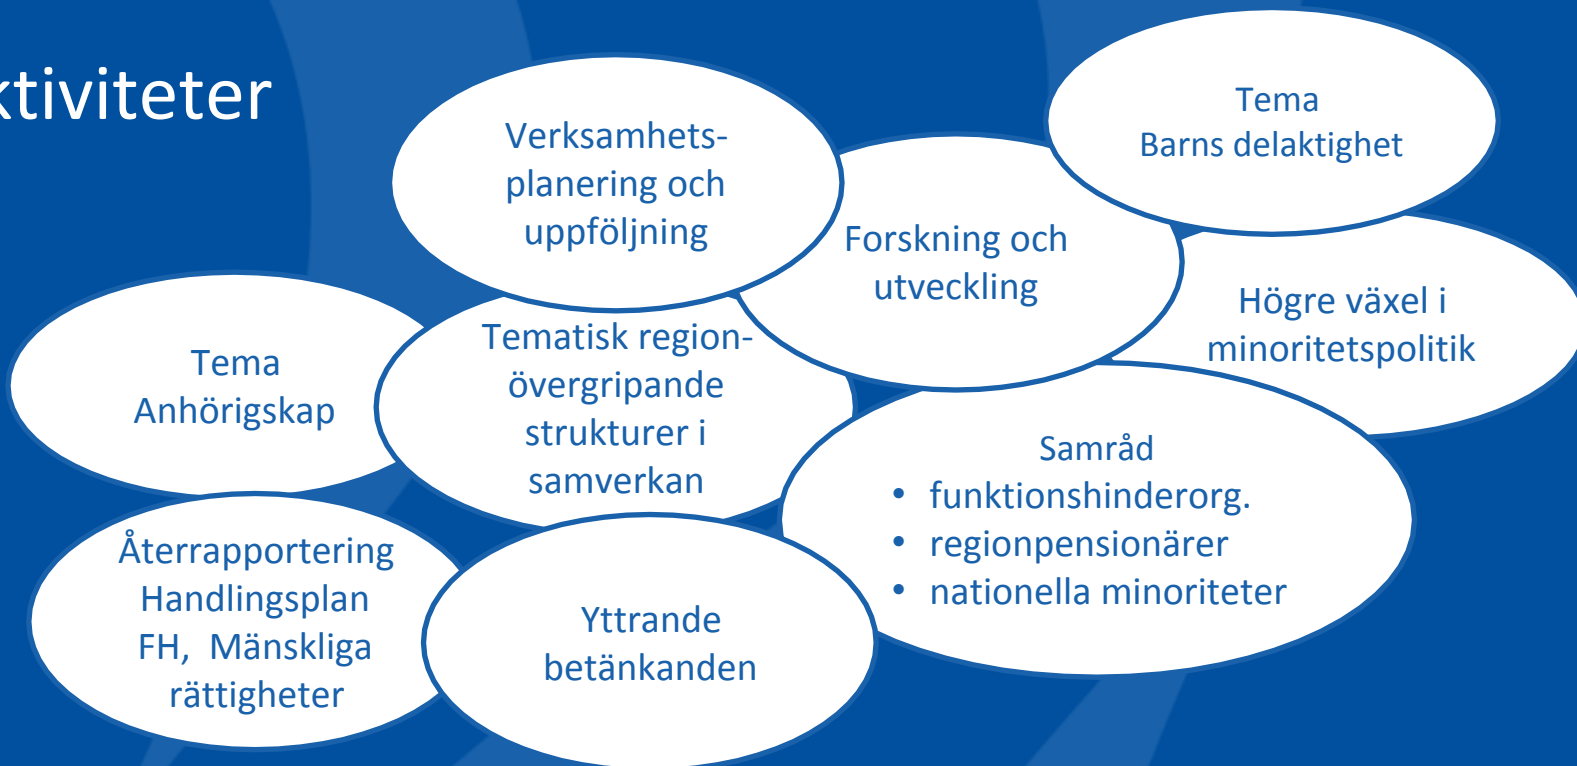 ktiviteter
Verksamhets-
planering och
uppföljning
Tema
Barns delaktighet
Forskning och
utveckling
Högre växel i
minoritetspolitik
Tema
Anhörigskap
Tematisk region-
övergripande
strukturer i
samverkan
Samråd
• funktionshinderorg.
• regionpensionärer
• nationella minoriteter
Återrapportering
Handlingsplan
FH, Mänskliga
rättigheter
Yttrande
betänkanden